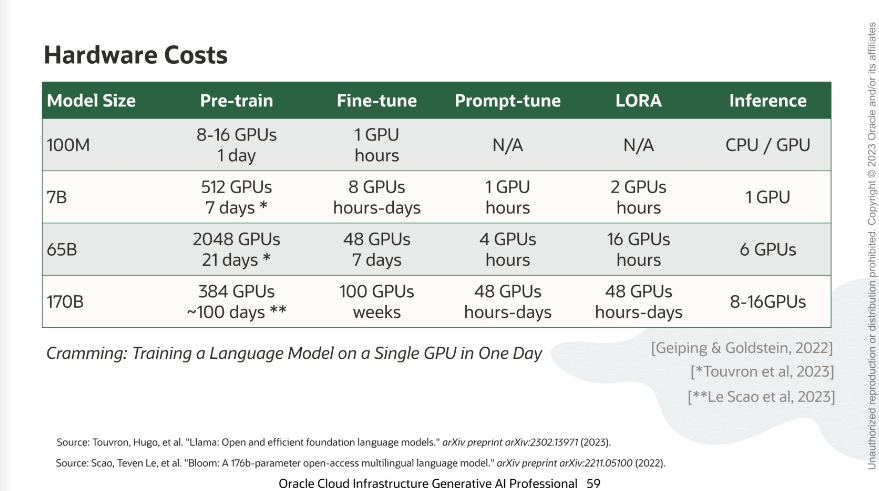 Hardware Costs
Model Size Pre-train Fine-tune Prompt-tune LORA Inference
100M 8-16 GPUs 1 day 1 GPU hours N/A N/A CPU / GPU
7B 512 GPUs 7 days * 8 GPUs hours-days 1 GPU hours 2 GPUs hours 1 GPU
65B 2048 GPUs 21 days * 48 GPUs 7 days 4 GPUs hours 16 GPUs hours 6 GPUs
170B 384 GPUs ~100 days ** 100 GPUs weeks 48 GPUs hours-days 48 GPUs hours-days 8-16GPUs
Cramming: Training a Language Model on a Single GPU in One Day
[Geiping & Goldstein, 2022]
[*Touvron et al, 2023]
[**Le Scao et al, 2023]
Source: Touvron, Hugo, et al. "Llama: Open and efficient foundation language models." arXiv preprint arXiv:2302.13971 (2023).
Source: Scao, Teven Le, et al. "Bloom: A 176b-parameter open-access multilingual language model." arXiv preprint arXiv:2211.05100 (2022).
Oracle Cloud Infrastructure Generative AI Professional 59
Unauthorized reproduction or distribution prohibited. Copyright © 2023 Oracle and/or its affiliates